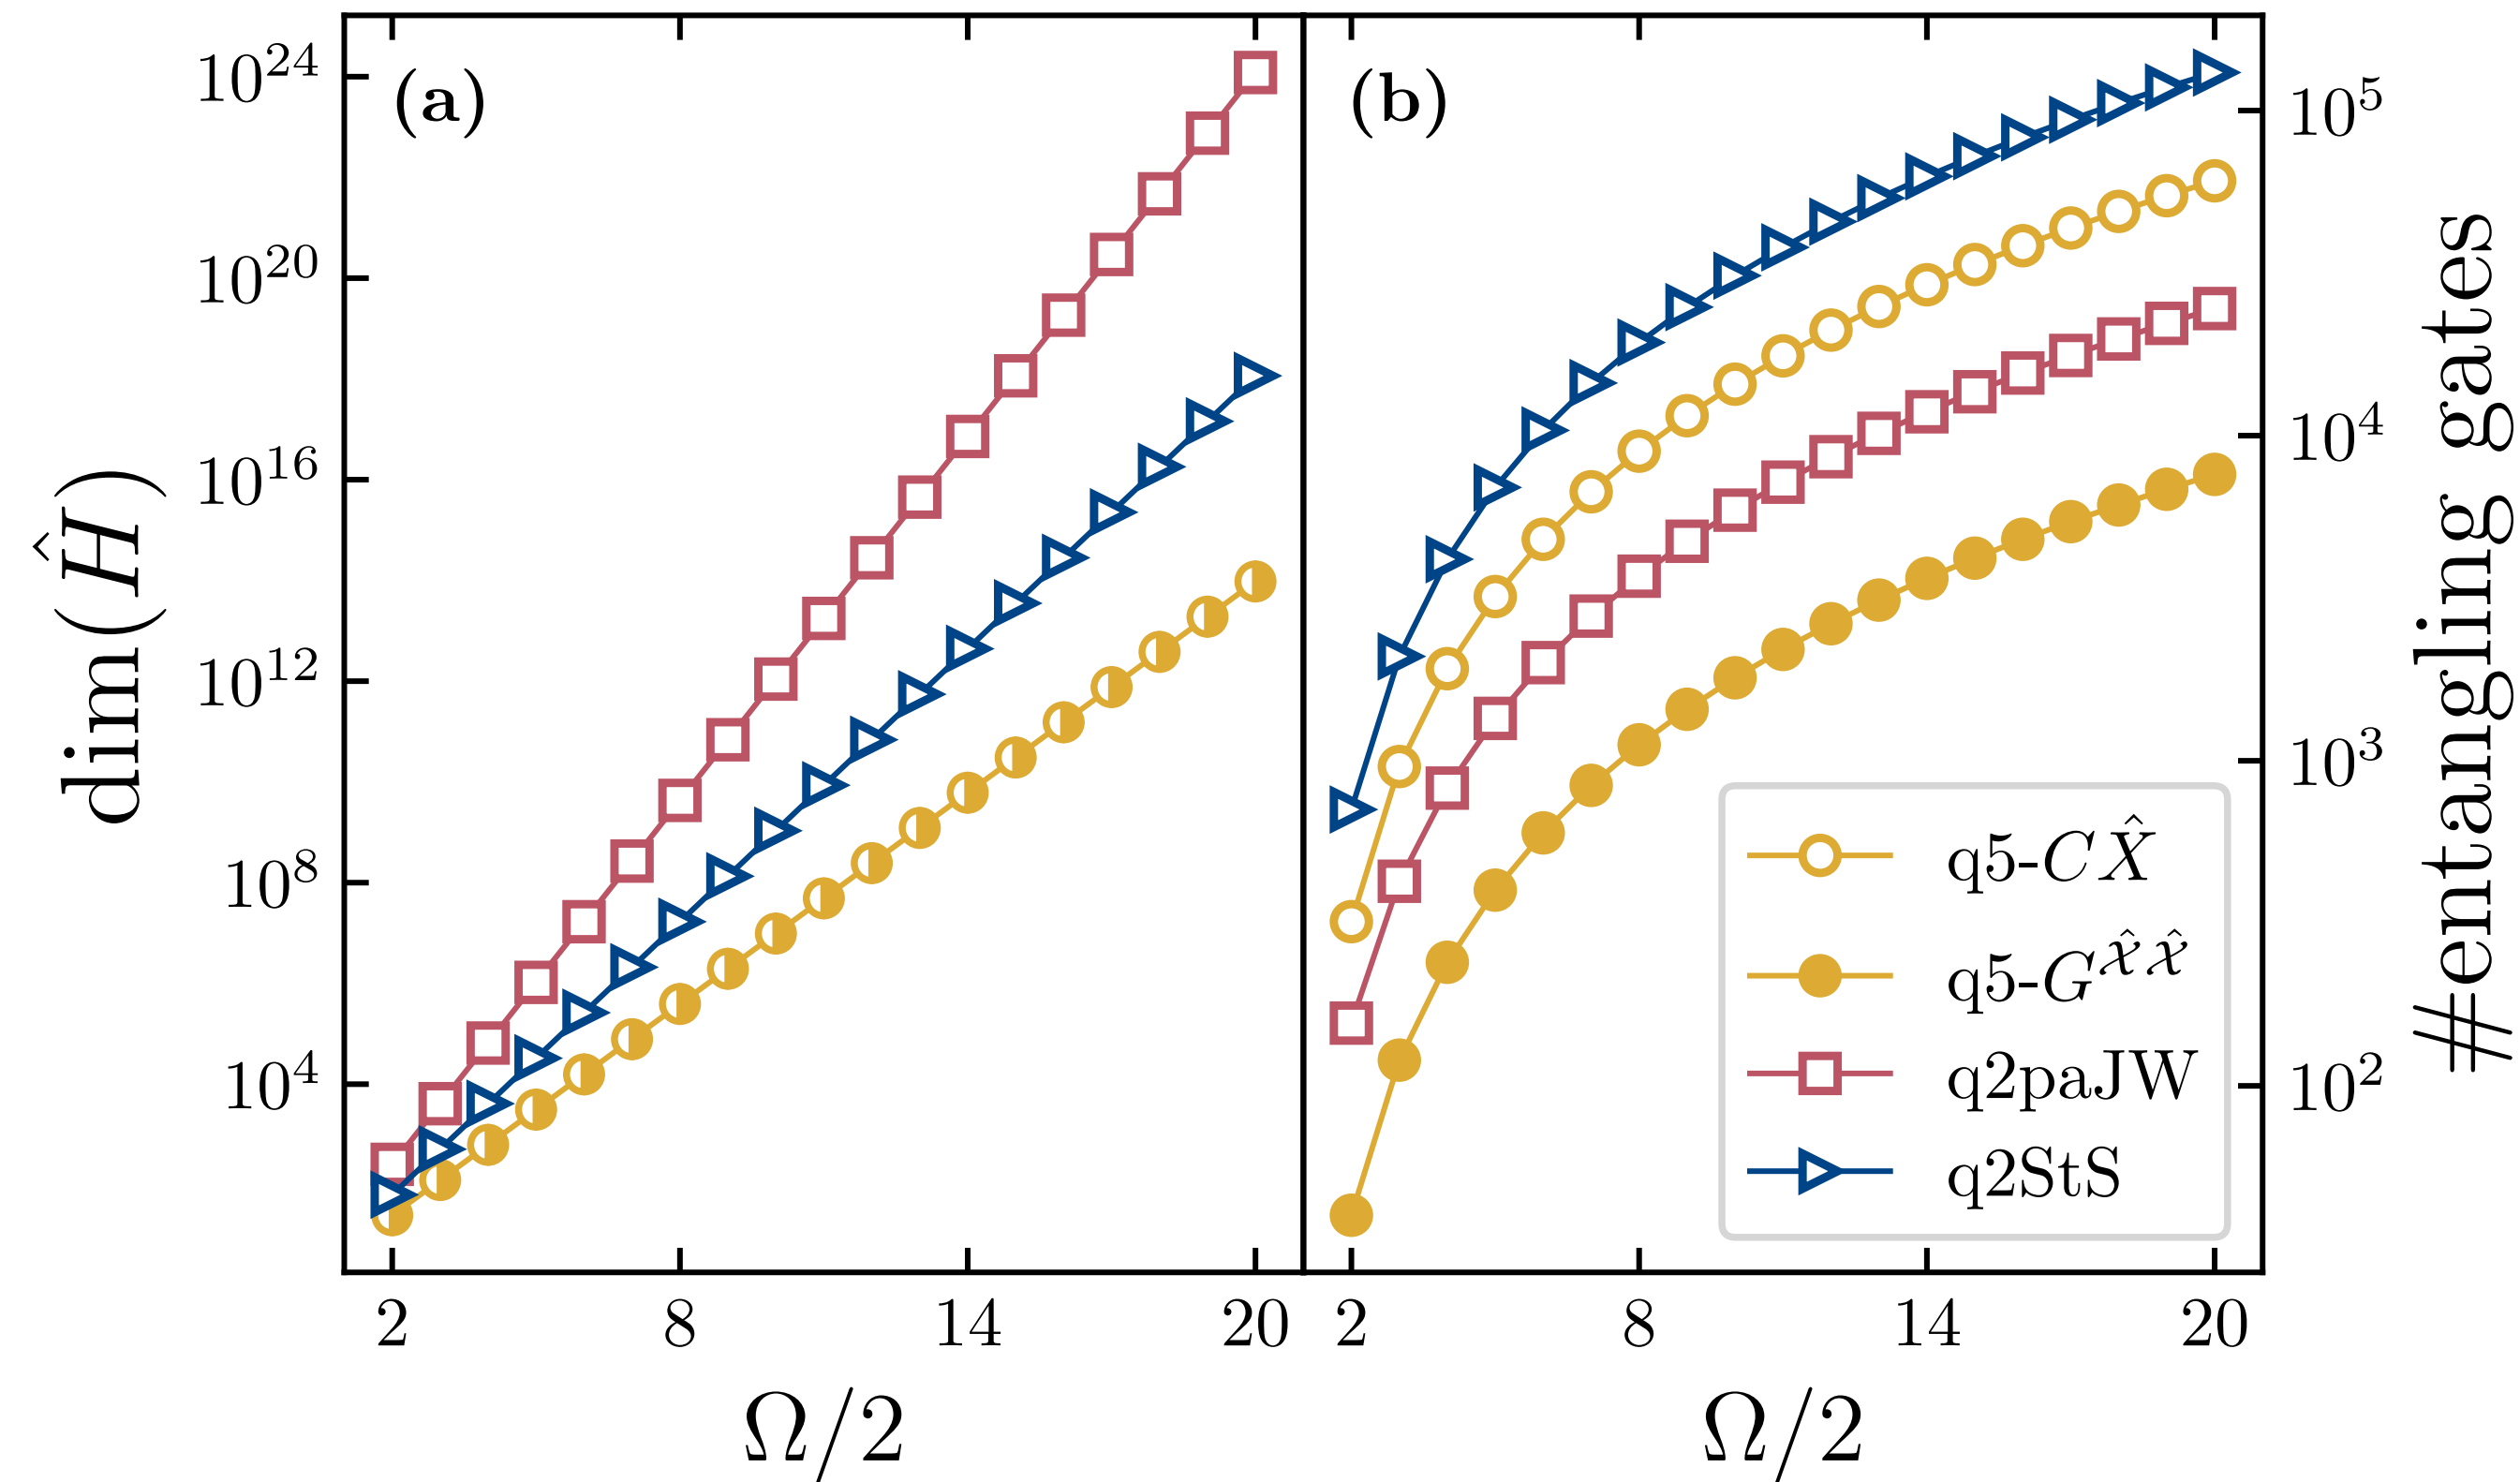 (a)
10^24
10^20
10^16
10^12
10^8
10^4
dim(Ĥ)
2 8 14 20
Ω/2
(b)
10^5
10^4
10^3
10^2
#entangling gates
q5-CX̂
q5-G^x̂x̂
q2paJW
q2StS
2 8 14 20
Ω/2